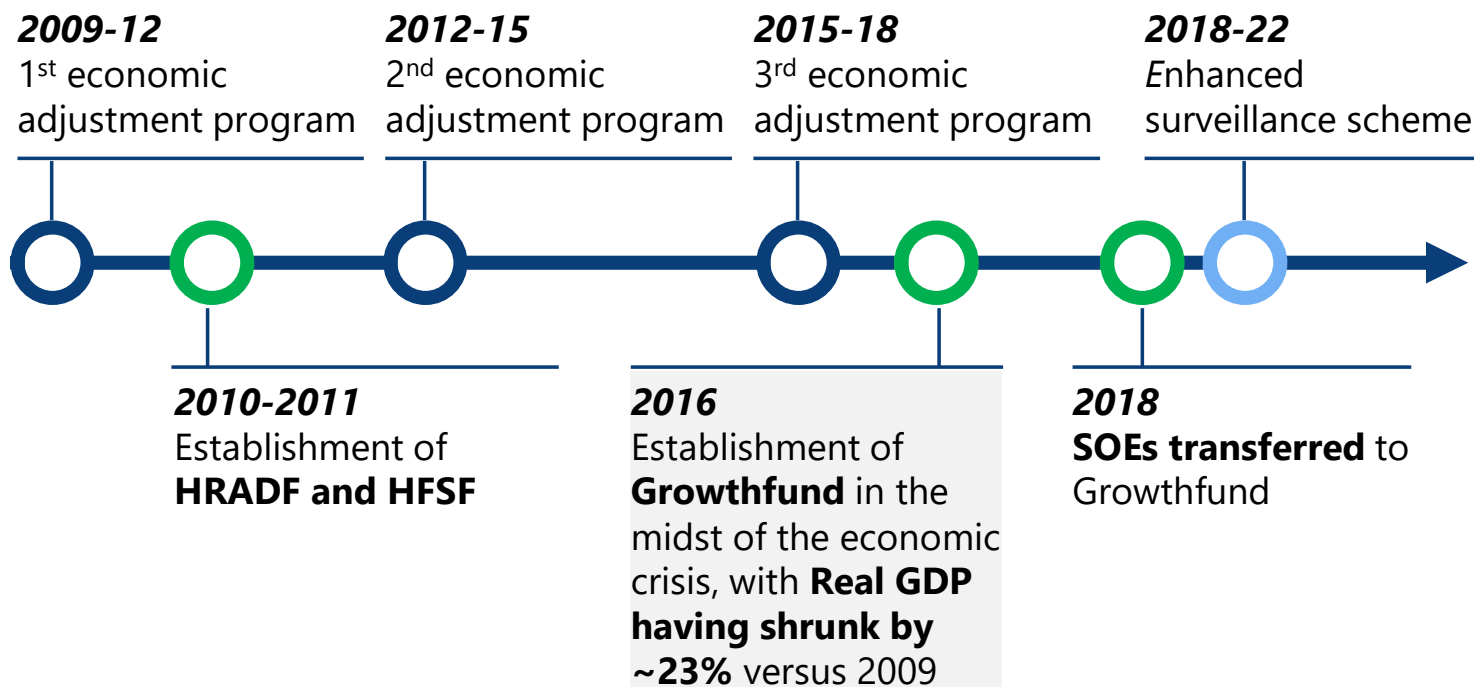 2009-12
1st economic
adjustment program
2012-15
2nd economic
adjustment program
2015-18
3rd economic
adjustment program
2018-22
Enhanced
surveillance scheme
2010-2011
Establishment of
HRADF and HFSF
2016
Establishment of
Growthfund in the
midst of the economic
crisis, with Real GDP
having shrunk by
~23% versus 2009
2018
SOEs transferred to
Growthfund